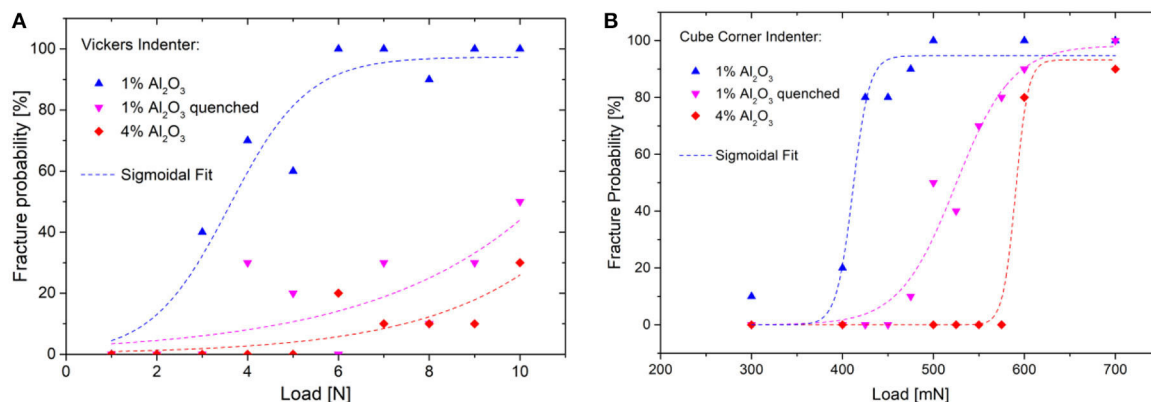 A
Vickers Indenter:
1% Al₂O₃
1% Al₂O₃ quenched
4% Al₂O₃
Sigmoidal Fit
Fracture probability [%]
100
80
60
40
20
0
0
2
4
6
8
10
Load [N]
B
Cube Corner Indenter:
1% Al₂O₃
1% Al₂O₃ quenched
4% Al₂O₃
Sigmoidal Fit
Fracture Probability [%]
100
80
60
40
20
0
200
300
400
500
600
700
Load [mN]